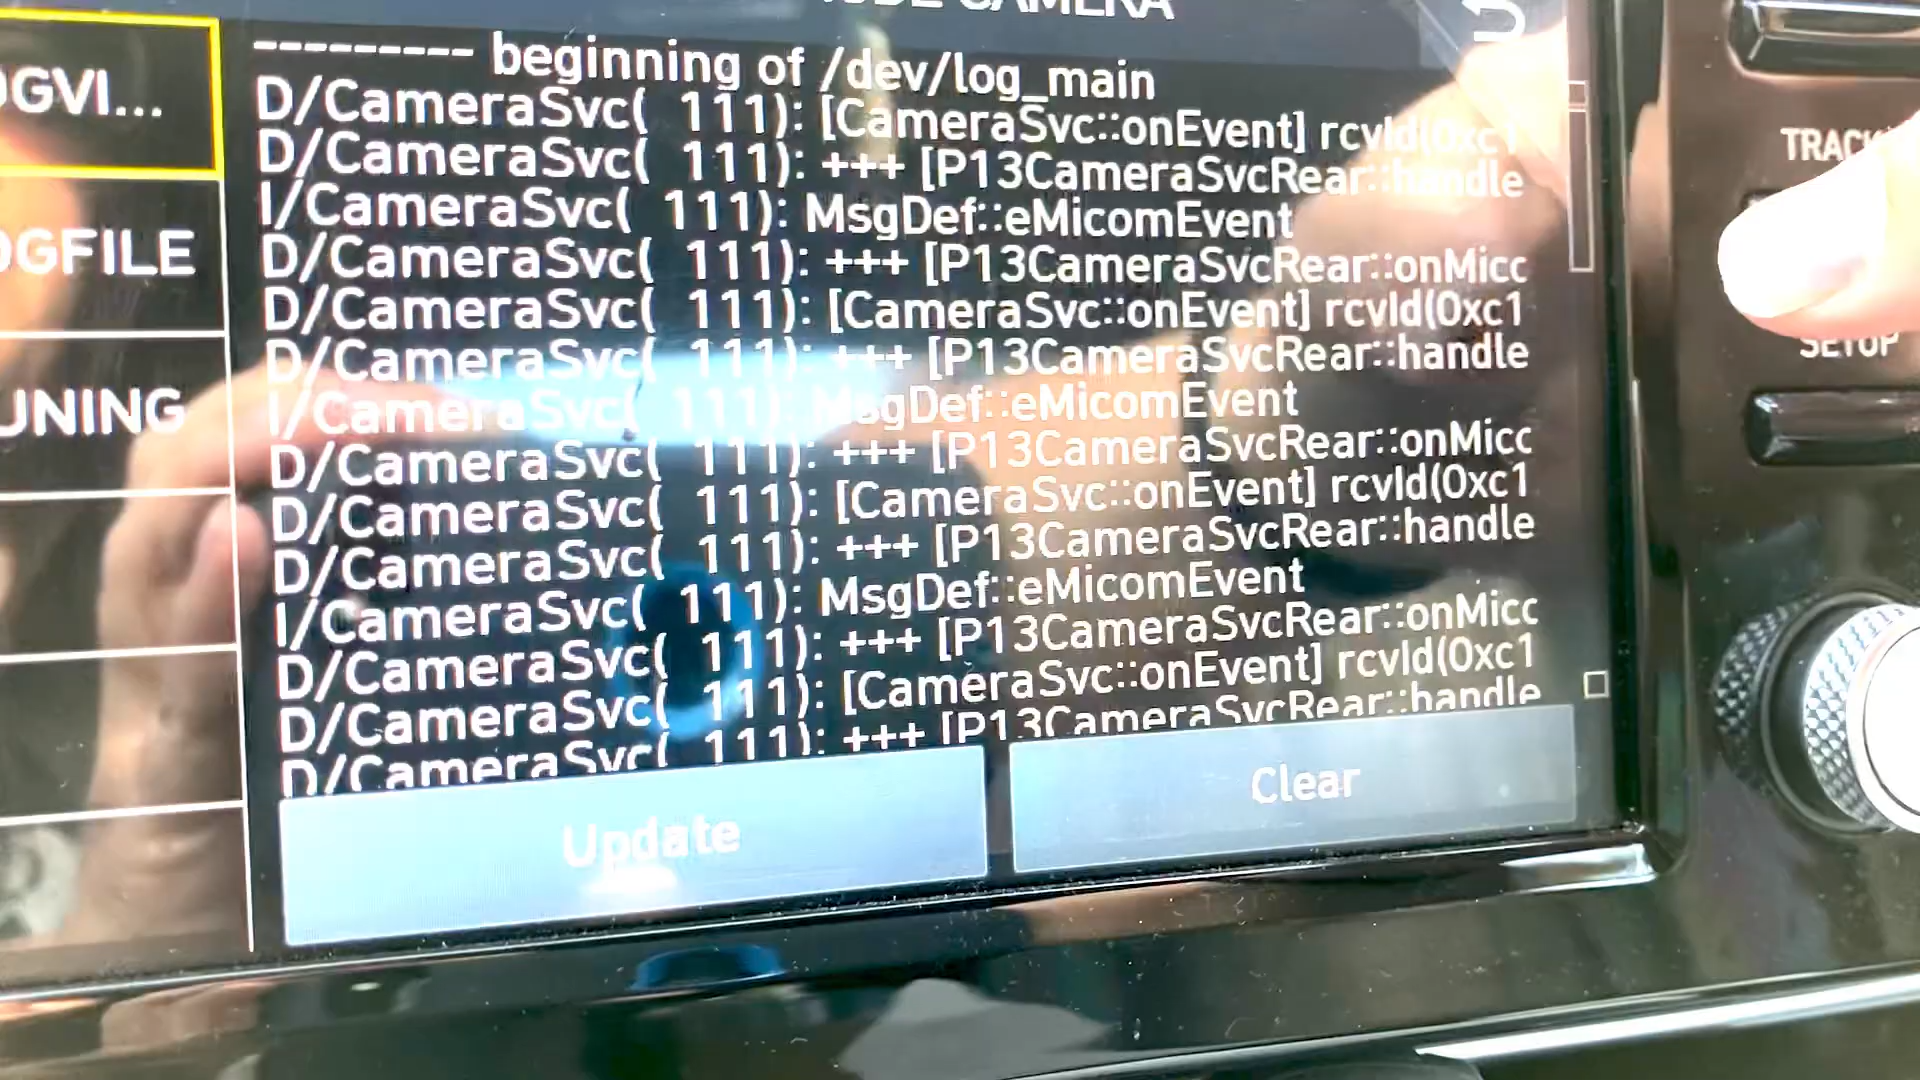 CAMERA
OGVI...
OGFILE
UNING
--------- beginning of /dev/log_main
D/CameraSvc( 111): [CameraSvc::onEvent] rcvId(0xc1
D/CameraSvc( 111): +++ [P13CameraSvcRear::handle
I/CameraSvc( 111): MsgDef::eMicomEvent
D/CameraSvc( 111): +++ [P13CameraSvcRear::onMicc
D/CameraSvc( 111): [CameraSvc::onEvent] rcvId(0xc1
D/CameraSvc( 111): +++ [P13CameraSvcRear::handle
I/CameraSvc( 111): MsgDef::eMicomEvent
D/CameraSvc( 111): +++ [P13CameraSvcRear::onMicc
D/CameraSvc( 111): [CameraSvc::onEvent] rcvId(0xc1
D/CameraSvc( 111): +++ [P13CameraSvcRear::handle
I/CameraSvc( 111): MsgDef::eMicomEvent
D/CameraSvc( 111): +++ [P13CameraSvcRear::onMicc
D/CameraSvc( 111): [CameraSvc::onEvent] rcvId(0xc1
D/CameraSvc( 111): +++ [P13CameraSvcRear::handle
Update
Clear
TRACK
SETUP